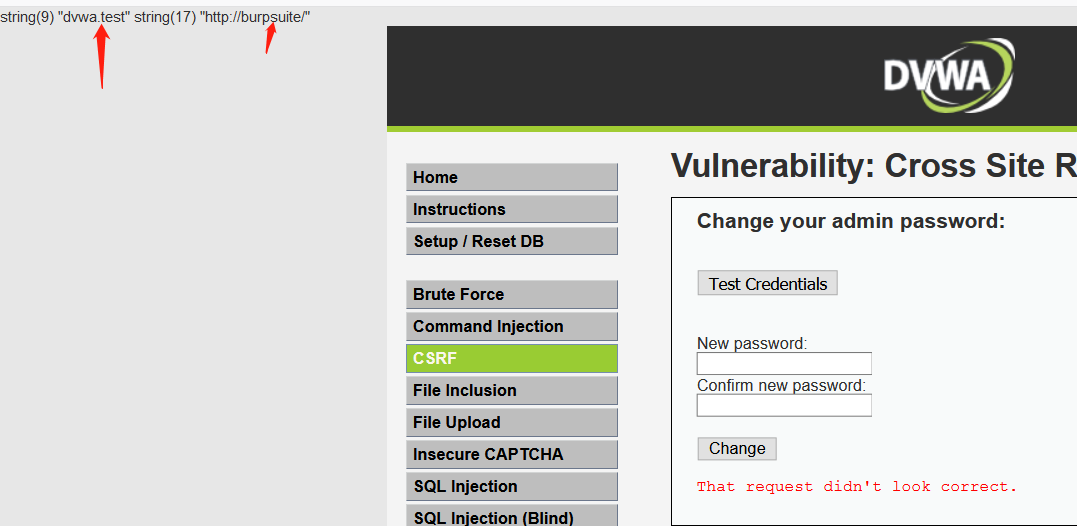 string(9) "dvwa.test" string(17) "http://burpsuite/"
DVWA
Home
Instructions
Setup / Reset DB
Brute Force
Command Injection
CSRF
File Inclusion
File Upload
Insecure CAPTCHA
SQL Injection
SQL Injection (Blind)
Vulnerability: Cross Site R
Change your admin password:
Test Credentials
New password:
Confirm new password:
Change
That request didn't look correct.